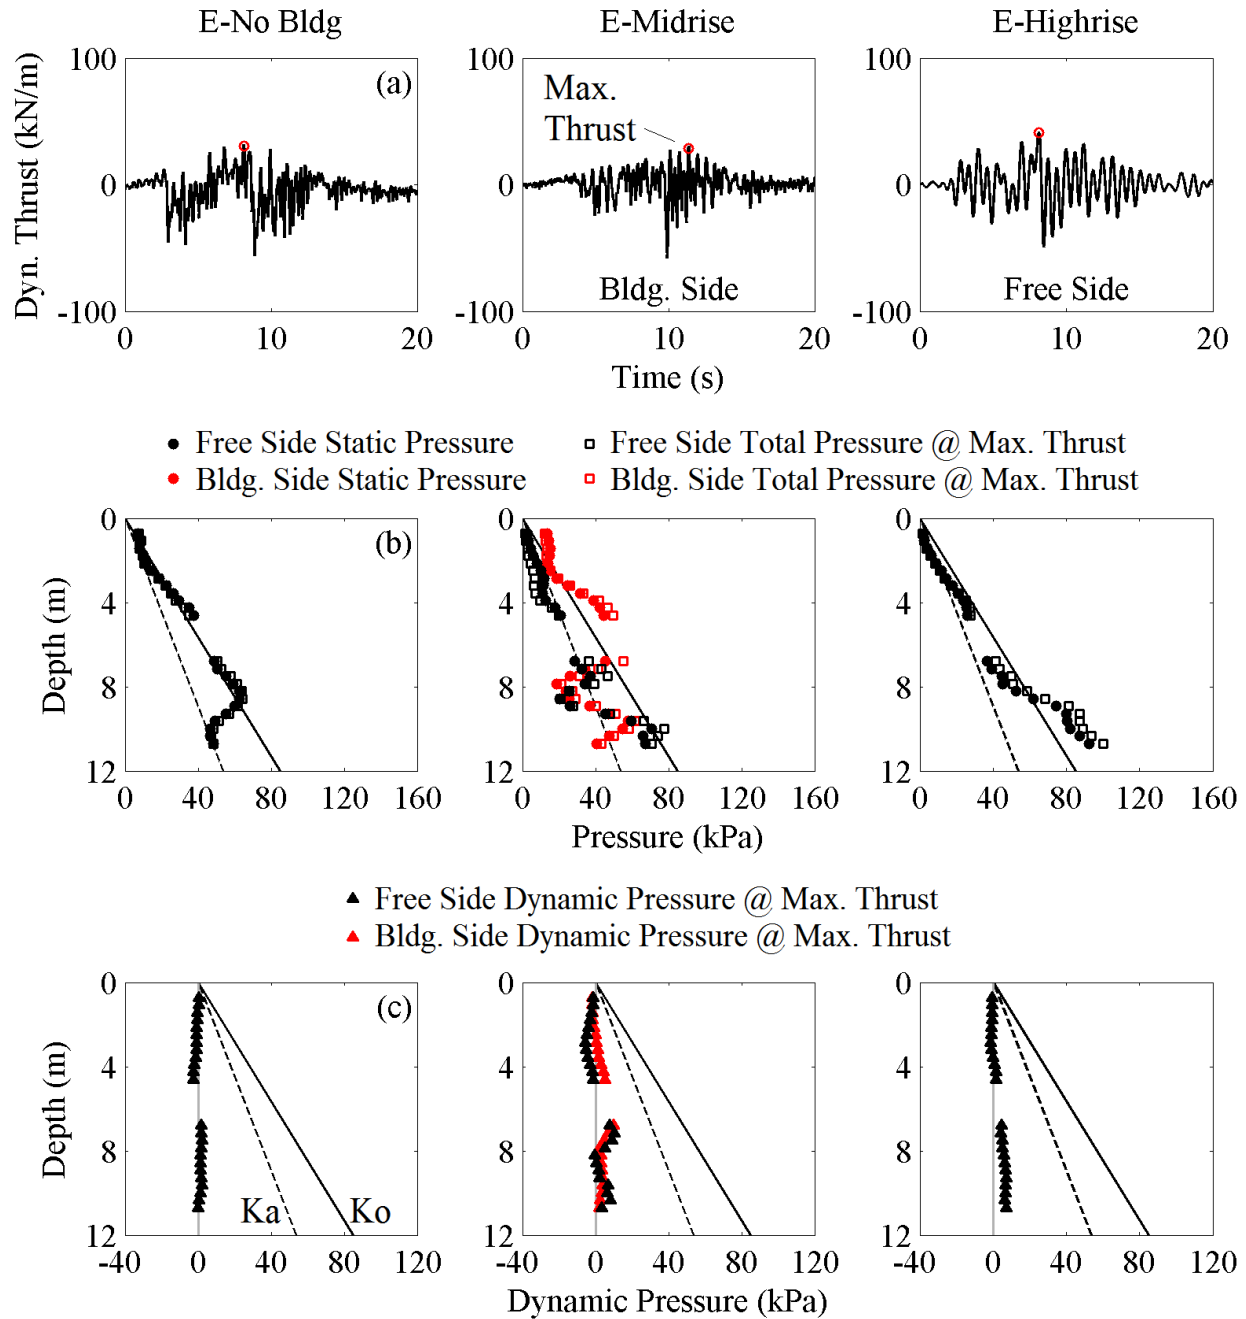 E-No Bldg E-Midrise E-Highrise
Dyn. Thrust (kN/m)
100 100 100
(a) Max.
Thrust
0 0 0
Bldg. Side Free Side
-100 -100 -100
0 10 20 0 10 20 0 10 20
Time (s)
Free Side Static Pressure Free Side Total Pressure @ Max. Thrust
Bldg. Side Static Pressure Bldg. Side Total Pressure @ Max. Thrust
Depth (m)
0 0 0
(b)
4 4 4
8 8 8
12 12 12
0 40 80 120 160 0 40 80 120 160 0 40 80 120 160
Pressure (kPa)
Free Side Dynamic Pressure @ Max. Thrust
Bldg. Side Dynamic Pressure @ Max. Thrust
Depth (m)
0 0 0
(c)
4 4 4
8 8 8
Ka Ko
12 12 12
-40 0 40 80 120 -40 0 40 80 120 -40 0 40 80 120
Dynamic Pressure (kPa)